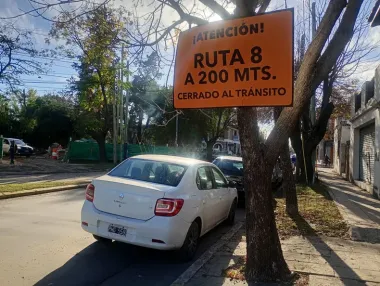 ¡ATENCIÓN!
RUTA 8
A 200 MTS.
CERRADO AL TRÁNSITO